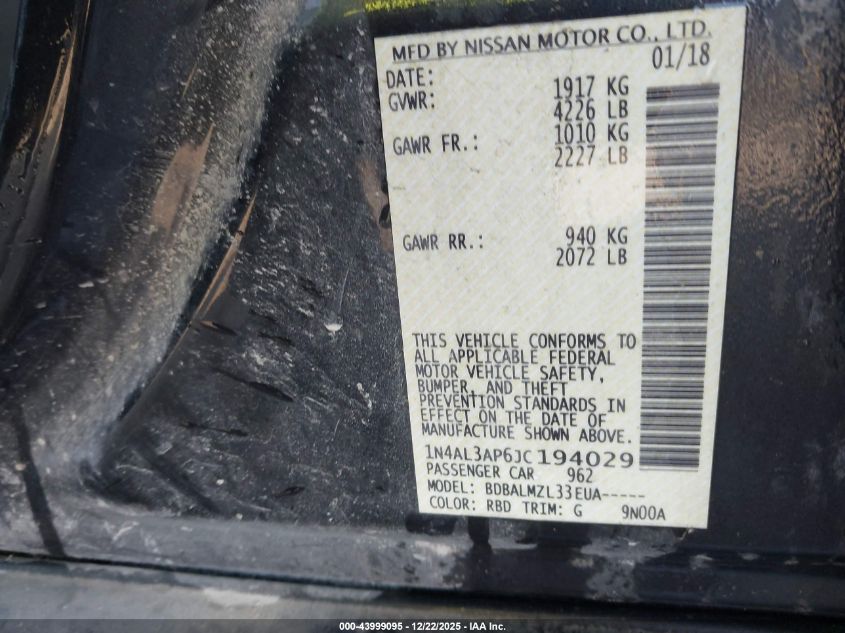 MFD BY NISSAN MOTOR CO., LTD.
DATE: 01/18
GVWR: 1917 KG
4226 LB
GAWR FR.: 1010 KG
2227 LB
GAWR RR.: 940 KG
2072 LB
THIS VEHICLE CONFORMS TO
ALL APPLICABLE FEDERAL
MOTOR VEHICLE SAFETY,
BUMPER, AND THEFT
PREVENTION STANDARDS IN
EFFECT ON THE DATE OF
MANUFACTURE SHOWN ABOVE.
1N4AL3AP6JC194029
PASSENGER CAR 962
MODEL: BDBALMZL33EUA-----
COLOR: RBD TRIM: G 9N00A
000-43999095 - 12/22/2025 - IAA Inc.